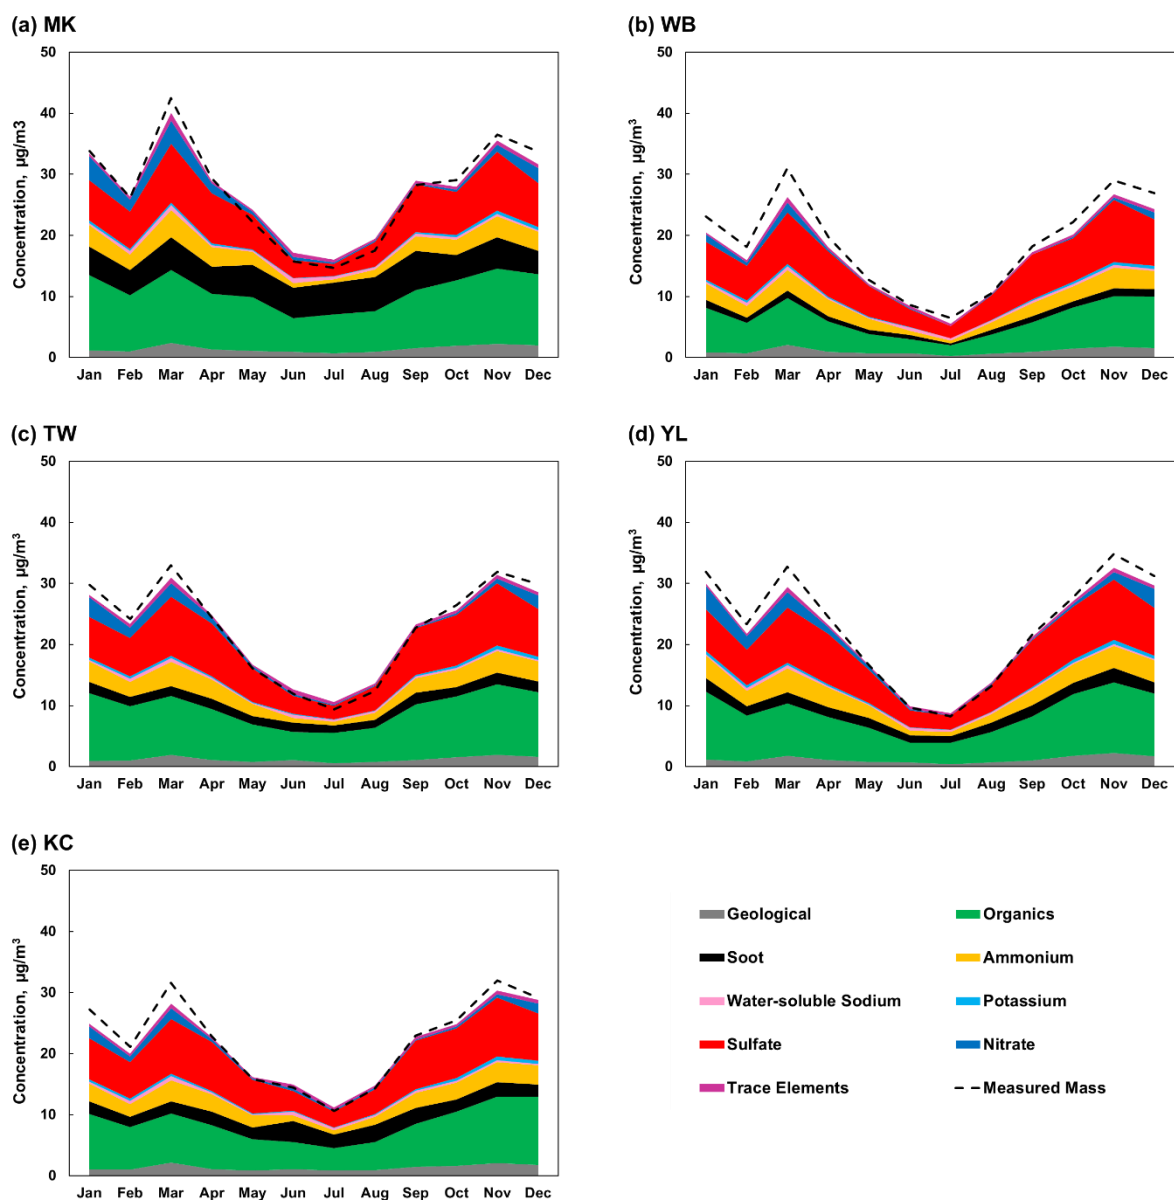 (a) MK
Concentration, µg/m3
50
40
30
20
10
0
Jan Feb Mar Apr May Jun Jul Aug Sep Oct Nov Dec
(b) WB
Concentration, µg/m³
50
40
30
20
10
0
Jan Feb Mar Apr May Jun Jul Aug Sep Oct Nov Dec
(c) TW
Concentration, µg/m³
50
40
30
20
10
0
Jan Feb Mar Apr May Jun Jul Aug Sep Oct Nov Dec
(d) YL
Concentration, µg/m³
50
40
30
20
10
0
Jan Feb Mar Apr May Jun Jul Aug Sep Oct Nov Dec
(e) KC
Concentration, µg/m³
50
40
30
20
10
0
Jan Feb Mar Apr May Jun Jul Aug Sep Oct Nov Dec
Geological Organics
Soot Ammonium
Water-soluble Sodium Potassium
Sulfate Nitrate
Trace Elements Measured Mass